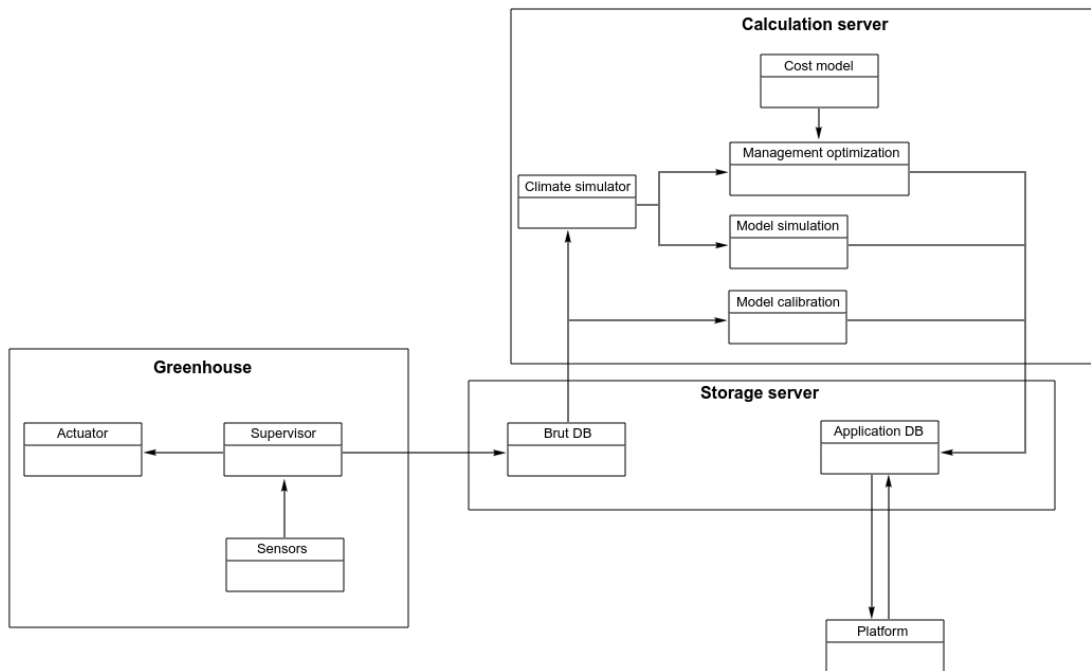 Calculation server
Cost model
Management optimization
Climate simulator
Model simulation
Model calibration
Greenhouse
Storage server
Actuator
Supervisor
Brut DB
Application DB
Sensors
Platform